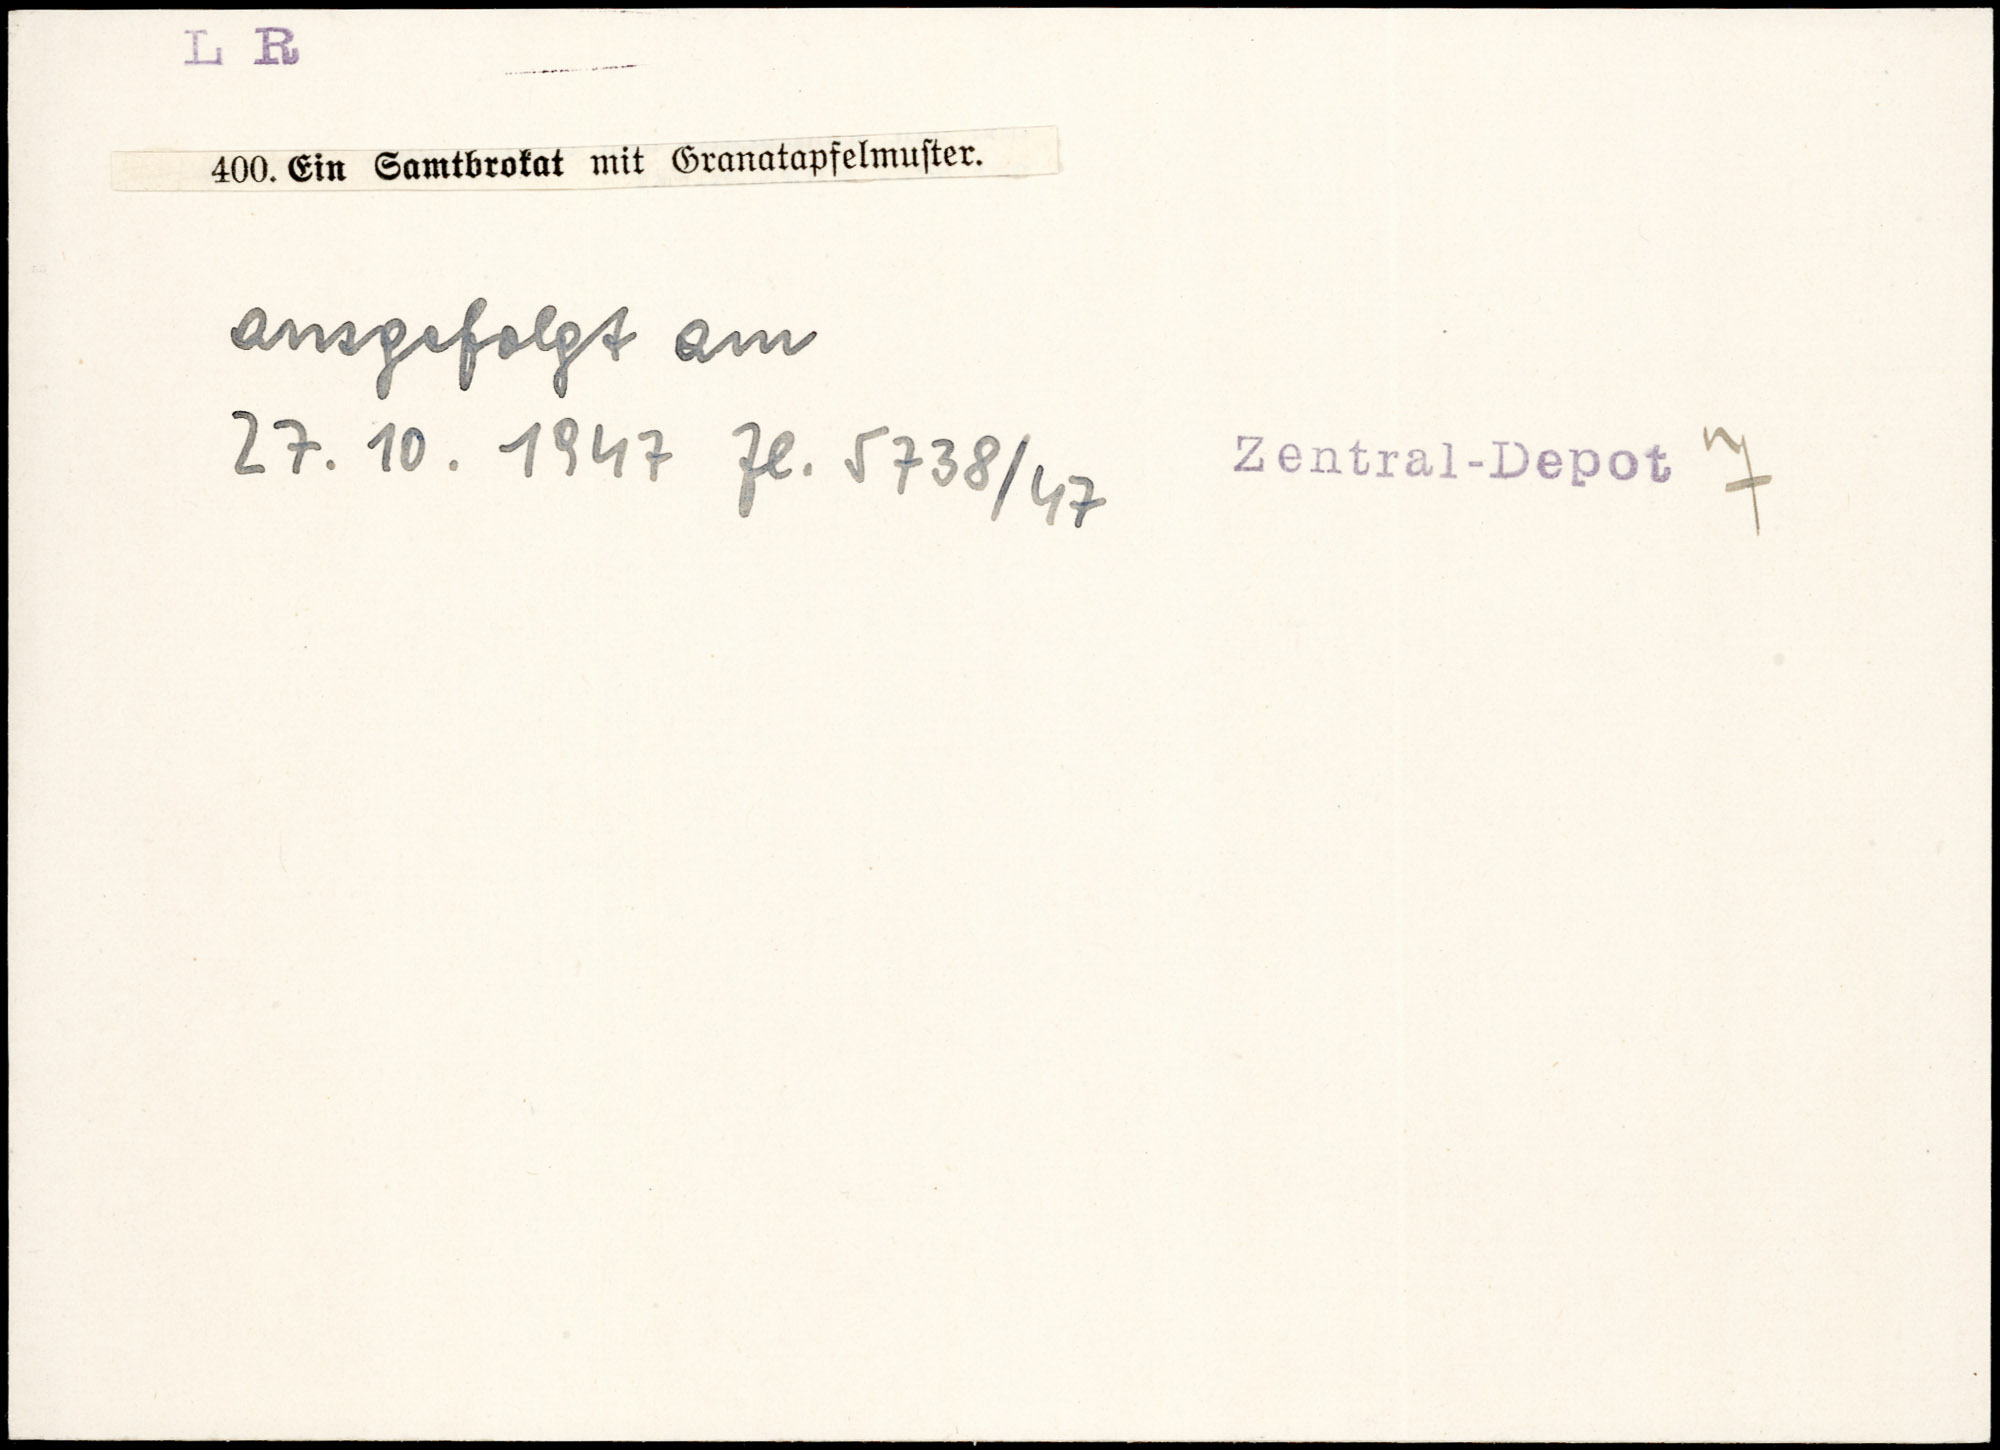 L R
400. Ein Samtbrokat mit Granatapfelmuſter.
ausgefolgt am
27. 10. 1947 Zl. 5738/47
Zentral-Depot